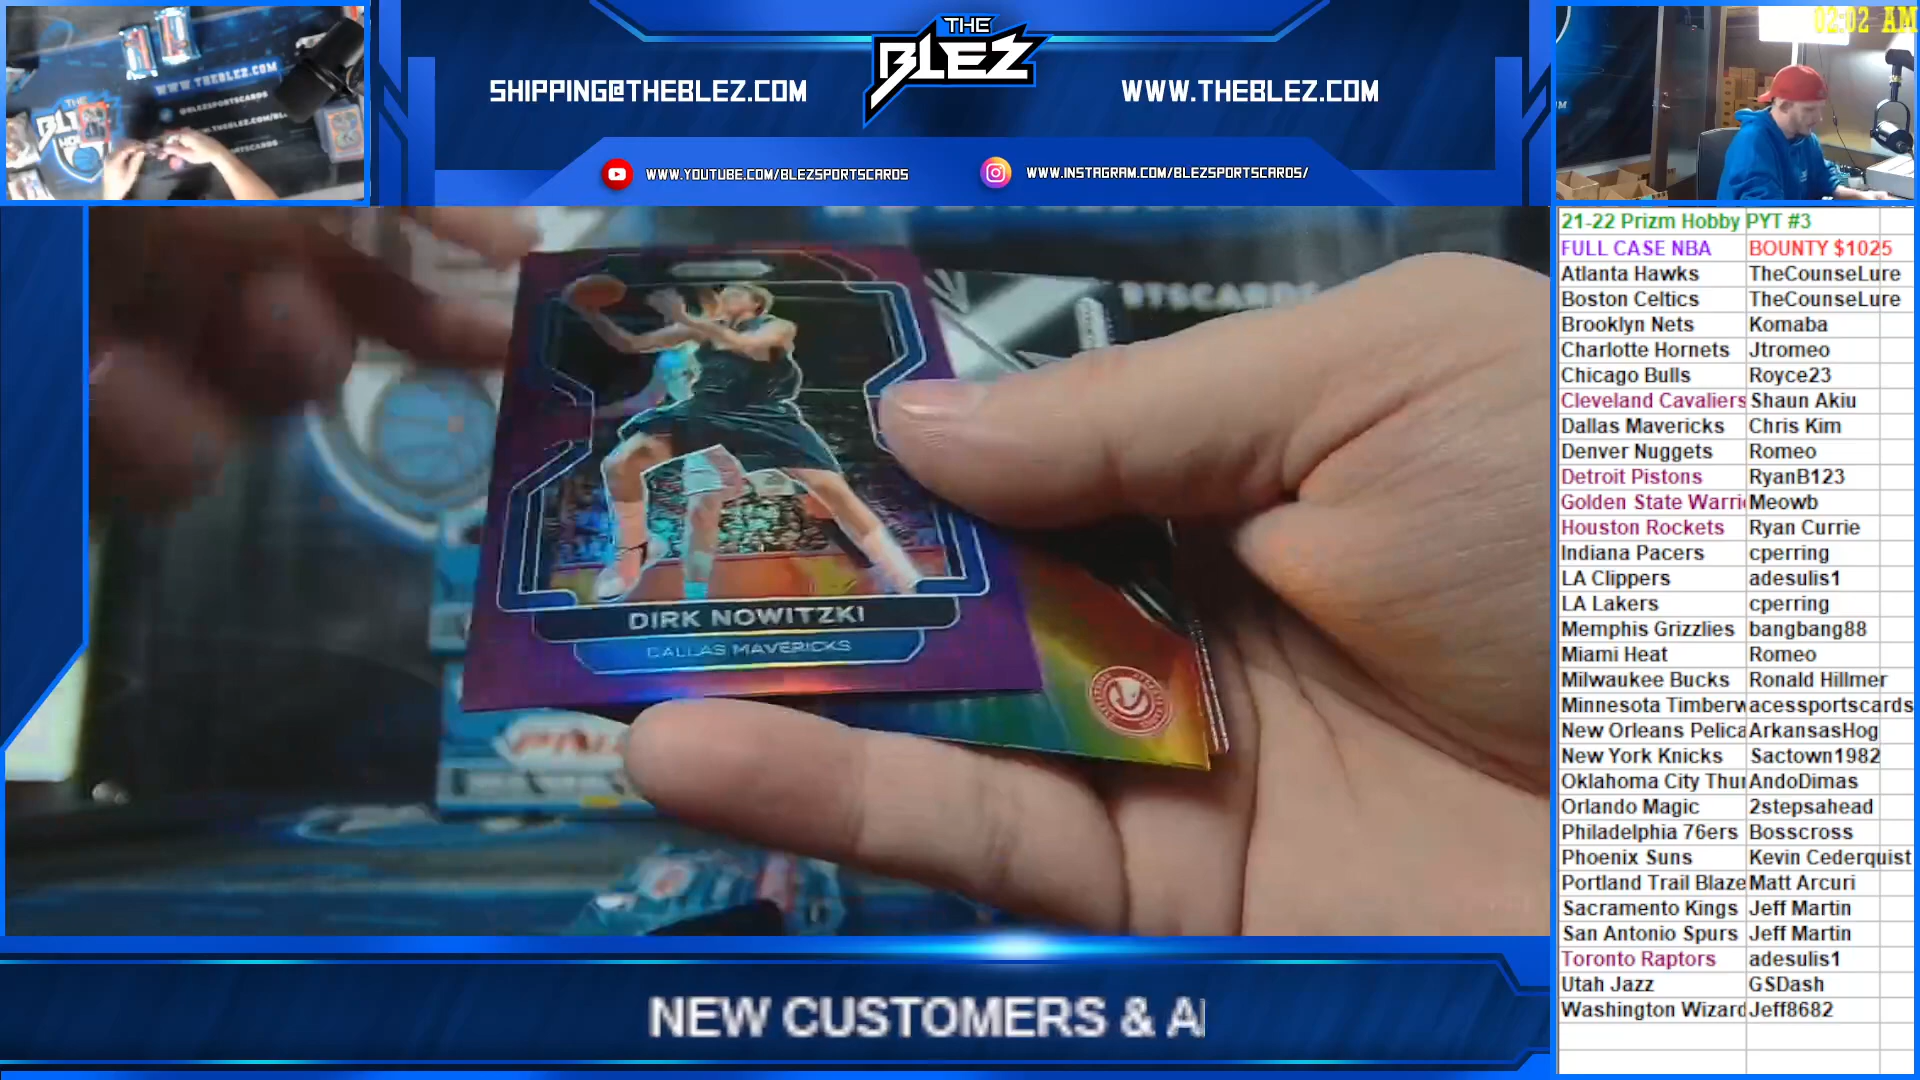 WWW.THEBLEZ.COM
@BLEZSPORTSCARDS
THE
BLEZ
SHIPPING@THEBLEZ.COM
WWW.THEBLEZ.COM
WWW.YOUTUBE.COM/BLEZSPORTSCARDS
WWW.INSTAGRAM.COM/BLEZSPORTSCARDS/
02:02 AM
DIRK NOWITZKI
DALLAS MAVERICKS
NEW CUSTOMERS & A
21-22 Prizm Hobby PYT #3
FULL CASE NBA BOUNTY $1025
Atlanta Hawks TheCounseLure
Boston Celtics TheCounseLure
Brooklyn Nets Komaba
Charlotte Hornets Jtromeo
Chicago Bulls Royce23
Cleveland Cavaliers Shaun Akiu
Dallas Mavericks Chris Kim
Denver Nuggets Romeo
Detroit Pistons RyanB123
Golden State Warri Meowb
Houston Rockets Ryan Currie
Indiana Pacers cperring
LA Clippers adesulis1
LA Lakers cperring
Memphis Grizzlies bangbang88
Miami Heat Romeo
Milwaukee Bucks Ronald Hillmer
Minnesota Timberw acessportscards
New Orleans Pelica ArkansasHog
New York Knicks Sactown1982
Oklahoma City Thu AndoDimas
Orlando Magic 2stepsahead
Philadelphia 76ers Bosscross
Phoenix Suns Kevin Cederquist
Portland Trail Blaze Matt Arcuri
Sacramento Kings Jeff Martin
San Antonio Spurs Jeff Martin
Toronto Raptors adesulis1
Utah Jazz GSDash
Washington Wizard Jeff8682